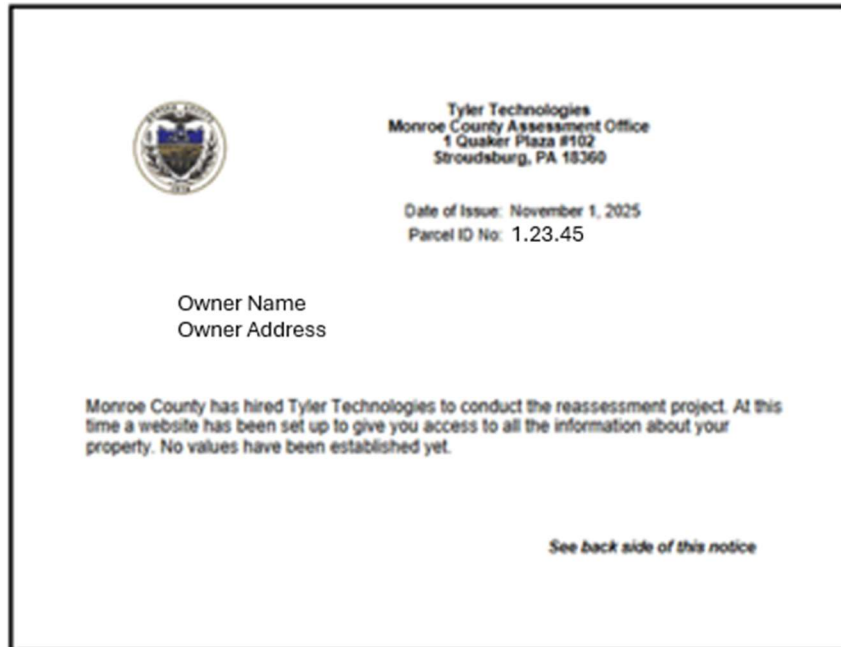 Tyler Technologies
Monroe County Assessment Office
1 Quaker Plaza #102
Stroudsburg, PA 18360
Date of Issue: November 1, 2025
Parcel ID No: 1.23.45
Owner Name
Owner Address
Monroe County has hired Tyler Technologies to conduct the reassessment project. At this
time a website has been set up to give you access to all the information about your
property. No values have been established yet.
See back side of this notice